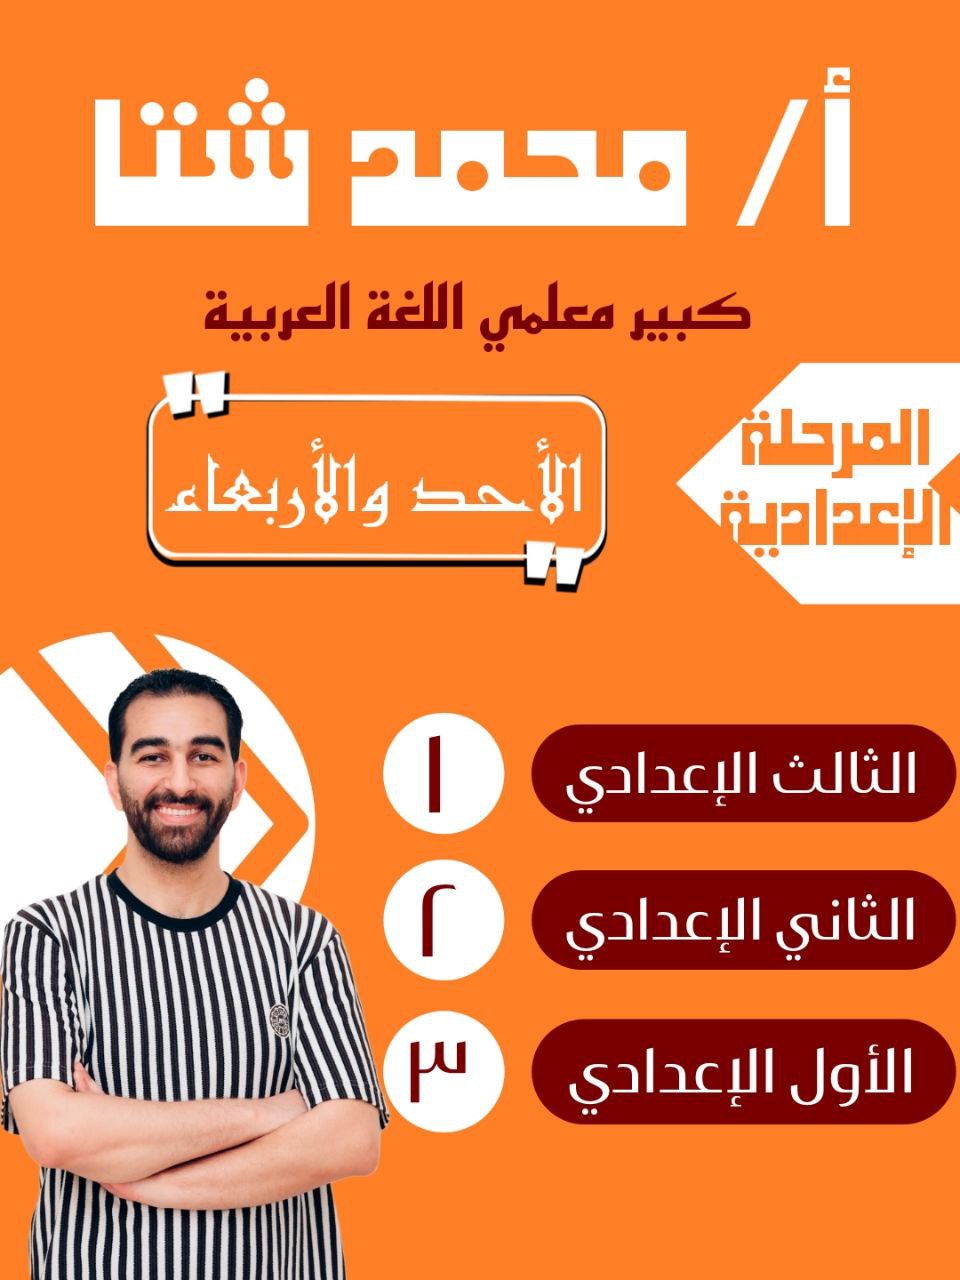 أ/ محمد شتا
كبير معلمي اللغة العربية
المرحلة
الإعدادية
الأحد والأربعاء
الثالث الإعدادي
١
الثاني الإعدادي
٢
الأول الإعدادي
٣